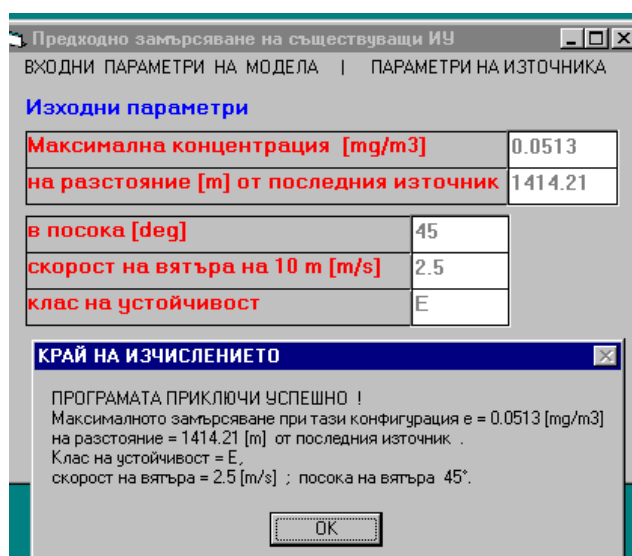 Предходно замърсяване на съществуващи ИУ
ВХОДНИ ПАРАМЕТРИ НА МОДЕЛА | ПАРАМЕТРИ НА ИЗТОЧНИКА
Изходни параметри
Максимална концентрация [mg/m3] 0.0513
на разстояние [m] от последния източник 1414.21
в посока [deg] 45
скорост на вятъра на 10 m [m/s] 2.5
клас на устойчивост E
КРАЙ НА ИЗЧИСЛЕНИЕТО
ПРОГРАМАТА ПРИКЛЮЧИ УСПЕШНО !
Максималното замърсяване при тази конфигурация е = 0.0513 [mg/m3]
на разстояние = 1414.21 [m] от последния източник .
Клас на устойчивост = E,
скорост на вятъра = 2.5 [m/s] ; посока на вятъра 45°.
OK